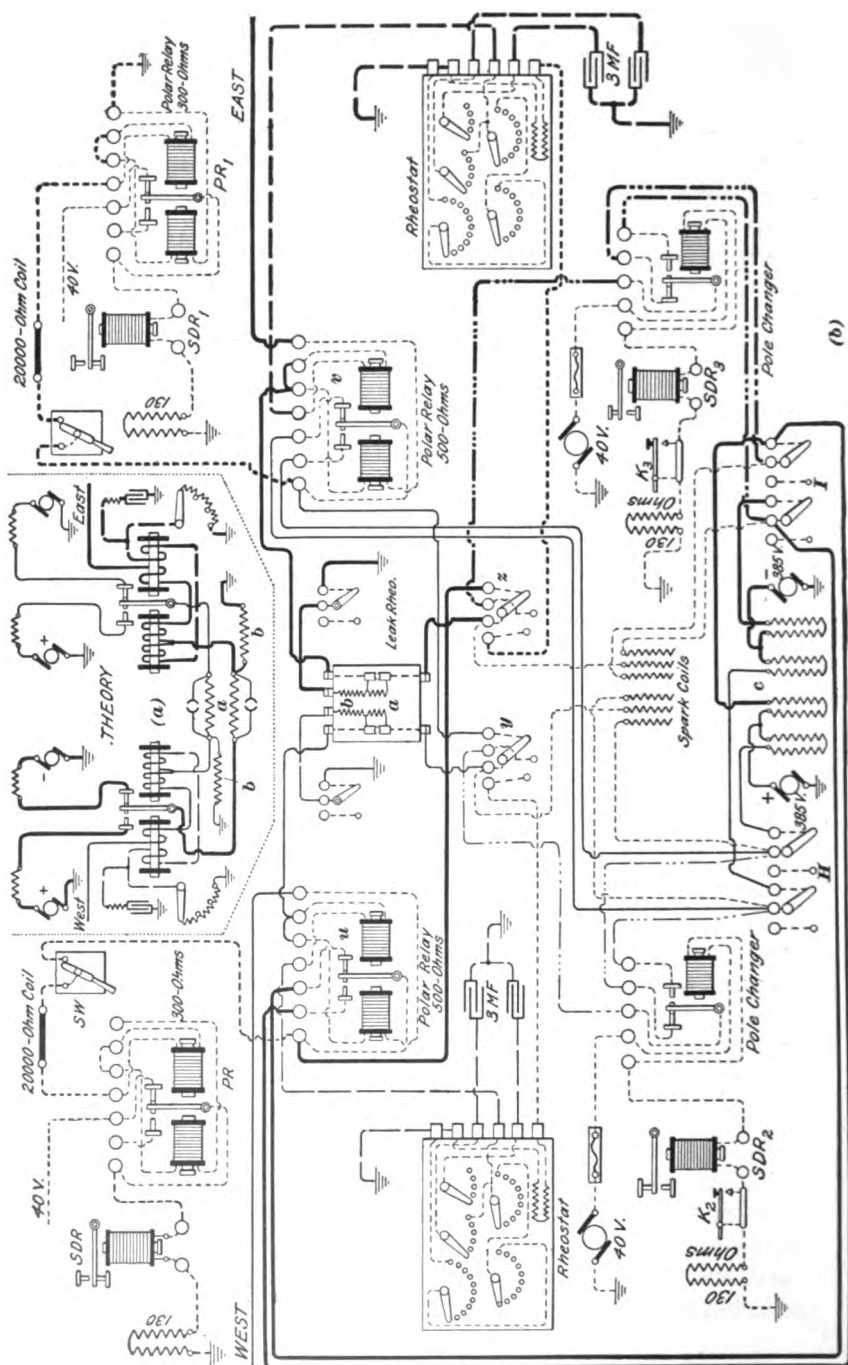 20000-Ohm Coil
SW
40 V.
SDR
130
PR
300-Ohms
THEORY
(a)
West
East
+
-
+
a
b
b
20000-Ohm Coil
40 V.
SDR₁
130
PR₁
Polar Relay
300-Ohms
WEST
EAST
u
Polar Relay
500-Ohms
v
Polar Relay
500-Ohms
b
a
Leak Rheo.
3 MF
3 MF
Rheostat
Rheostat
y
z
Spark Coils
40 V.
40 V.
Pole Changer
Pole Changer
SDR₂
K₂
130
Ohms
SDR₃
K₃
130
Ohms
H
I
+
385 V.
c
385 V.
(b)